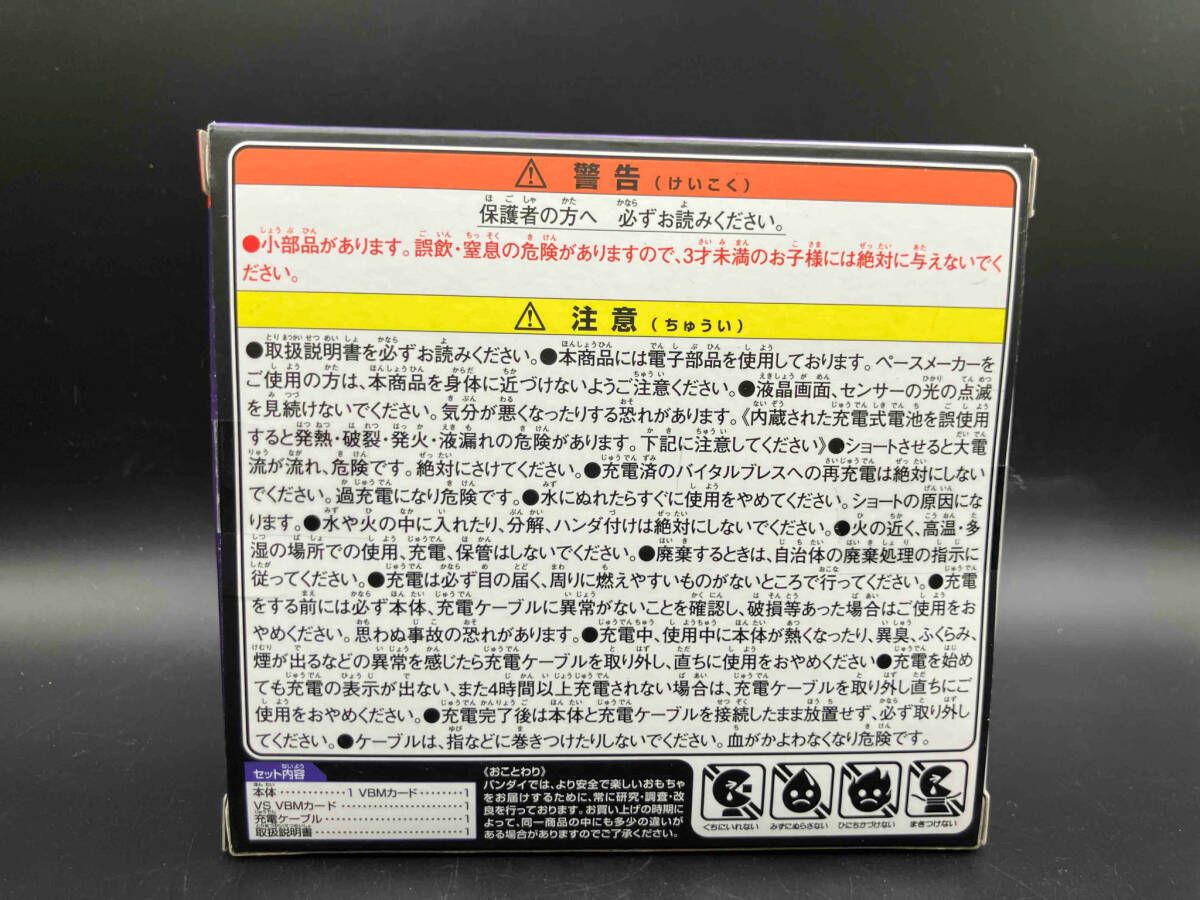 警告（けいこく）
保護者の方へ 必ずお読みください。
●小部品があります。誤飲・窒息の危険がありますので、3才未満のお子様には絶対に与えないでく
ださい。
注意（ちゅうい）
●取扱説明書を必ずお読みください。●本商品には電子部品を使用しております。ペースメーカーを
ご使用の方は、本商品を身体に近づけないようご注意ください。●液晶画面、センサーの光の点滅
を見続けないでください。気分が悪くなったりする恐れがあります。《内蔵された充電式電池を誤使用
すると発熱・破裂・発火・液漏れの危険があります。下記に注意してください》●ショートさせると大電
流が流れ、危険です。絶対にさけてください。●充電済のバイタルブレスへの再充電は絶対にしない
でください。過充電になり危険です。●水にぬれたらすぐに使用をやめてください。ショートの原因にな
ります。●水や火の中に入れたり、分解、ハンダ付けは絶対にしないでください。●火の近く、高温・多
湿の場所での使用、充電、保管はしないでください。●廃棄するときは、自治体の廃棄処理の指示に
従ってください。●充電は必ず目の届く、周りに燃えやすいものがないところで行ってください。●充電
をする前には必ず本体、充電ケーブルに異常がないことを確認し、破損等あった場合はご使用をお
やめください。思わぬ事故の恐れがあります。●充電中、使用中に本体が熱くなったり、異臭、ふくらみ、
煙が出るなどの異常を感じたら充電ケーブルを取り外し、直ちに使用をおやめください●充電を始め
ても充電の表示が出ない、また4時間以上充電されない場合は、充電ケーブルを取り外し直ちにご
使用をおやめください。●充電完了後は本体と充電ケーブルを接続したまま放置せず、必ず取り外し
てください。●ケーブルは、指などに巻きつけたりしないでください。血がかよわなくなり危険です。
セット内容
本体 1 VBMカード 1
VS VBMカード 1
充電ケーブル 1
取扱説明書 1
《おことわり》
バンダイでは、より安全で楽しいおもちゃ
をお届けするために、常に研究・調査・改
良を行っております。お買い上げの時期に
よって、同一商品の中にも多少の違いが
ある場合がありますのでご了承ください。
くちにいれない
みずにぬらさない
ひにちかづけない
まきつけない